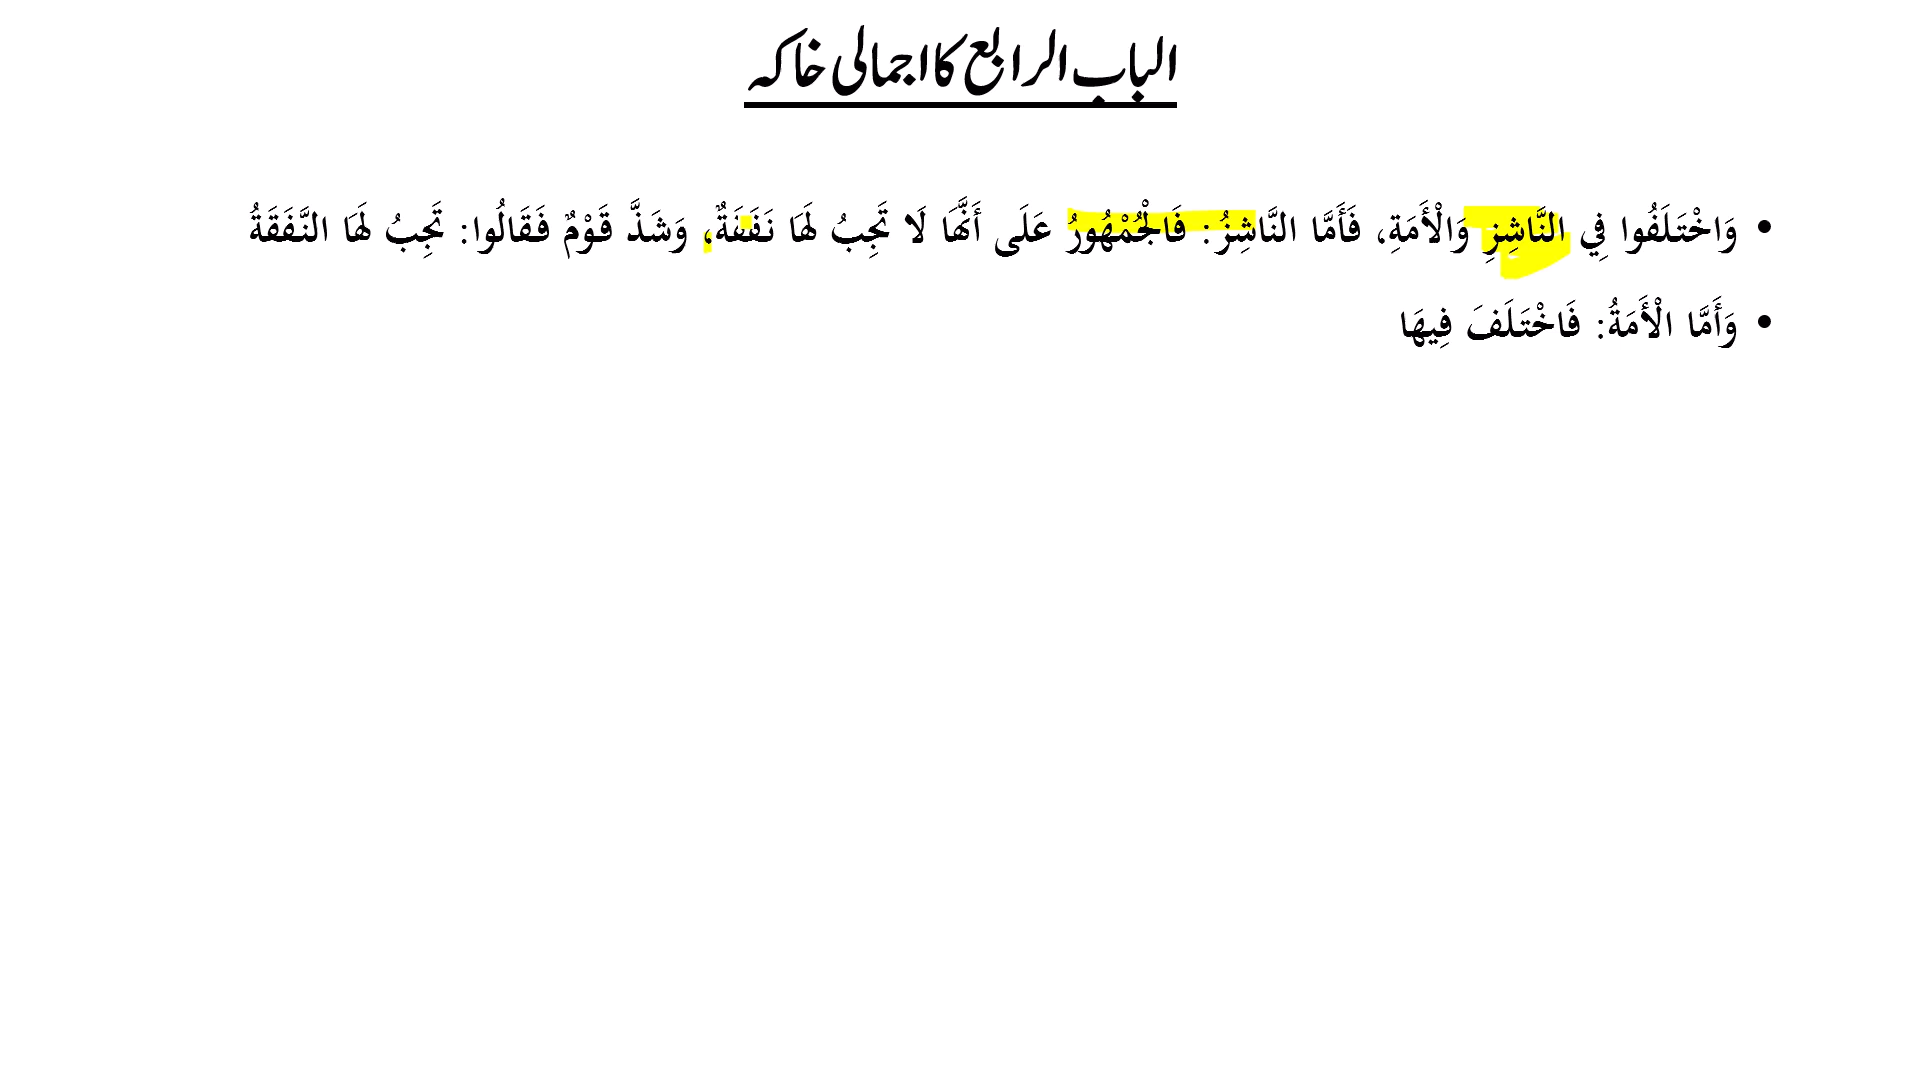 الباب الرابع کا اجمالی خاکہ
• وَاخْتَلَفُوا فِي النَّاشِزِ وَالْأَمَةِ، فَأَمَّا النَّاشِزُ: فَالْجُمْهُورُ عَلَى أَنَّهَا لَا تَجِبُ لَهَا نَفَقَةٌ، وَشَذَّ قَوْمٌ فَقَالُوا: تَجِبُ لَهَا النَّفَقَةُ
• وَأَمَّا الْأَمَةُ: فَاخْتَلَفَ فِيهَا